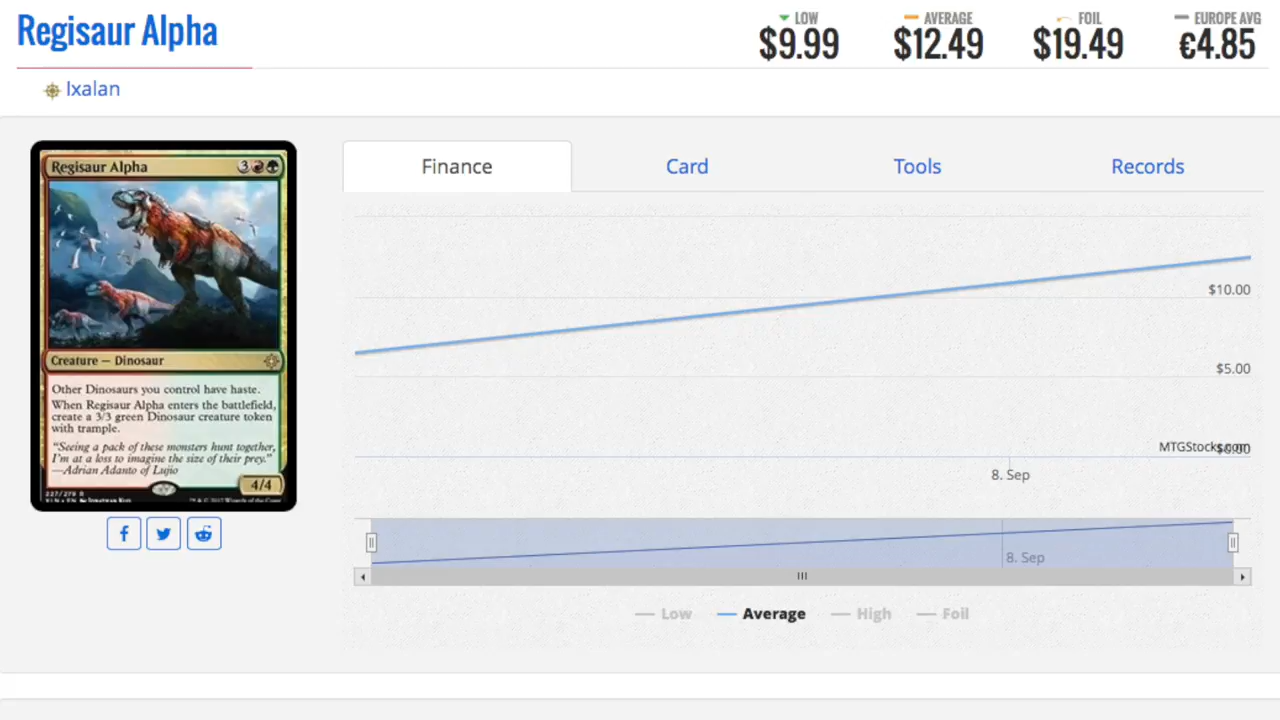 Regisaur Alpha
LOW
AVERAGE
FOIL
EUROPE AVG
$9.99
$12.49
$19.49
€4.85
Ixalan
Finance
Card
Tools
Records
Regisaur Alpha
3
Creature — Dinosaur
Other Dinosaurs you control have haste.
When Regisaur Alpha enters the battlefield,
create a 3/3 green Dinosaur creature token
with trample.
"Seeing a pack of these monsters hunt together,
I'm at a loss to imagine the size of their prey."
—Adrian Adanto of Lujio
4/4
$10.00
$5.00
MTGStocks.com
$0.00
8. Sep
8. Sep
Low
Average
High
Foil